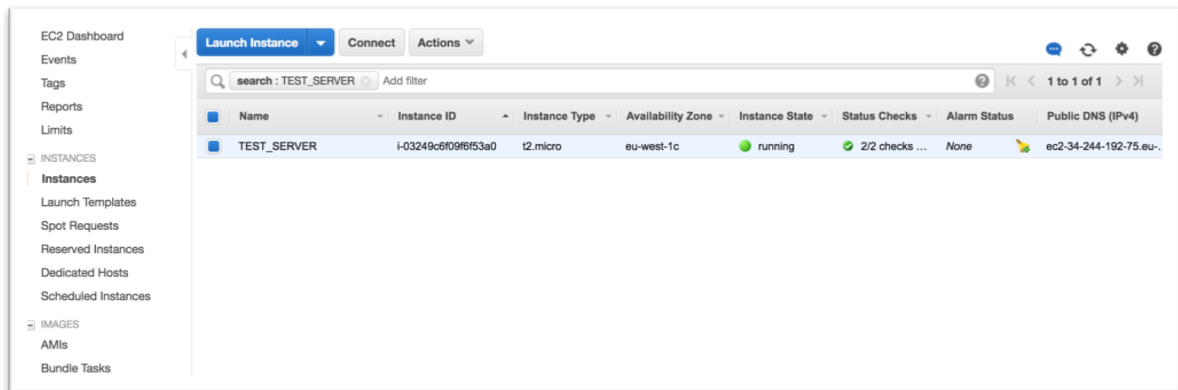 EC2 Dashboard
Events
Tags
Reports
Limits
INSTANCES
Instances
Launch Templates
Spot Requests
Reserved Instances
Dedicated Hosts
Scheduled Instances
IMAGES
AMIs
Bundle Tasks
Launch Instance Connect Actions
search : TEST_SERVER Add filter 1 to 1 of 1
Name Instance ID Instance Type Availability Zone Instance State Status Checks Alarm Status Public DNS (IPv4)
TEST_SERVER i-03249c6f09f6f53a0 t2.micro eu-west-1c running 2/2 checks ... None ec2-34-244-192-75.eu-..